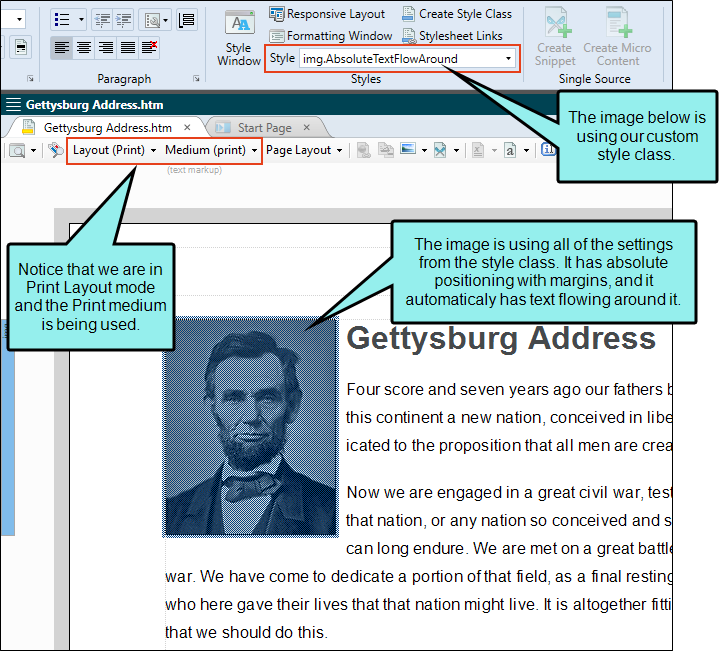 Responsive Layout
Create Style Class
Formatting Window
Stylesheet Links
Style
Window
Style
img.AbsoluteTextFlowAround
Create
Snippet
Create Micro
Content
Paragraph
Styles
Single Source
Gettysburg Address.htm
Gettysburg Address.htm
Start Page
Layout (Print)
Medium (print)
Page Layout
a
(text markup)
The image below is
using our custom
style class.
Notice that we are in
Print Layout mode
and the Print medium
is being used.
The image is using all of the settings
from the style class. It has absolute
positioning with margins, and it
automaticaly has text flowing around it.
Gettysburg Address
Four score and seven years ago our fathers b
this continent a new nation, conceived in libe
icated to the proposition that all men are crea
Now we are engaged in a great civil war, test
that nation, or any nation so conceived and s
can long endure. We are met on a great battle
war. We have come to dedicate a portion of that field, as a final resting
who here gave their lives that that nation might live. It is altogether fitti
that we should do this.